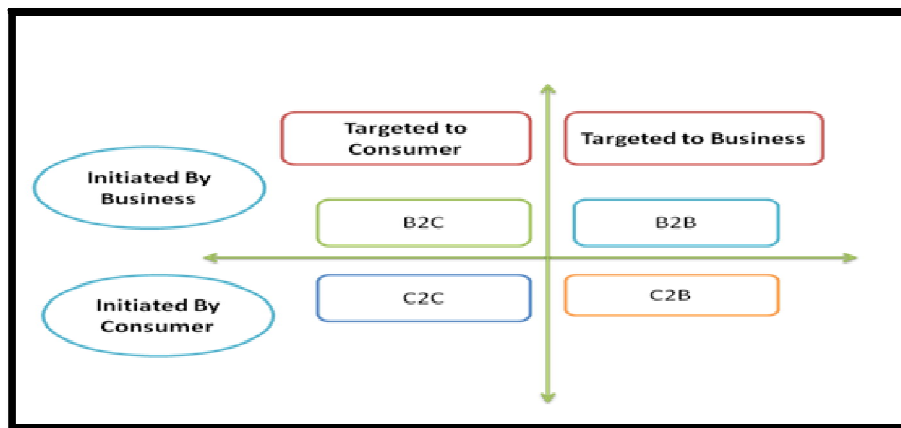 Targeted to
Consumer
Targeted to Business
Initiated By
Business
B2C
B2B
Initiated By
Consumer
C2C
C2B